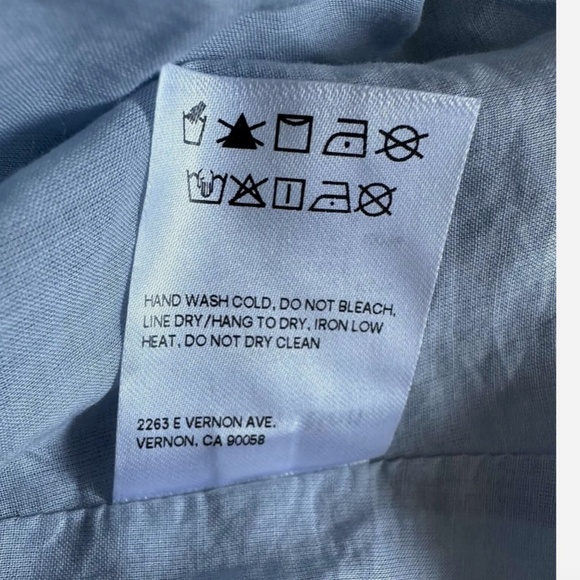 HAND WASH COLD, DO NOT BLEACH,
LINE DRY/HANG TO DRY, IRON LOW
HEAT, DO NOT DRY CLEAN
2263 E VERNON AVE.
VERNON, CA 90058